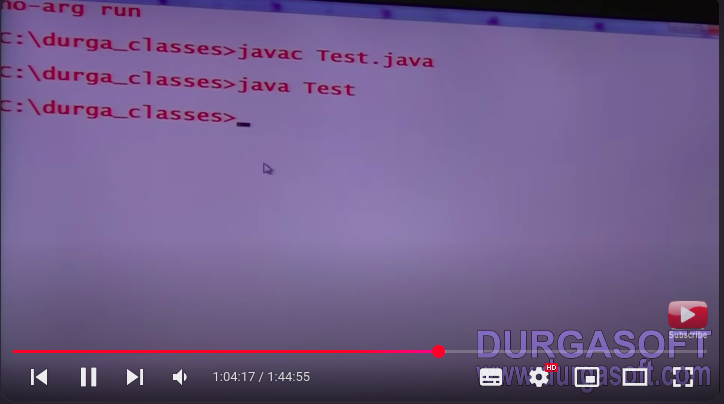 no-arg run
C:\durga_classes>javac Test.java
C:\durga_classes>java Test
C:\durga_classes>_
Subscribe
DURGASOFT
www.durgasoft.com
HD
1:04:17 / 1:44:55